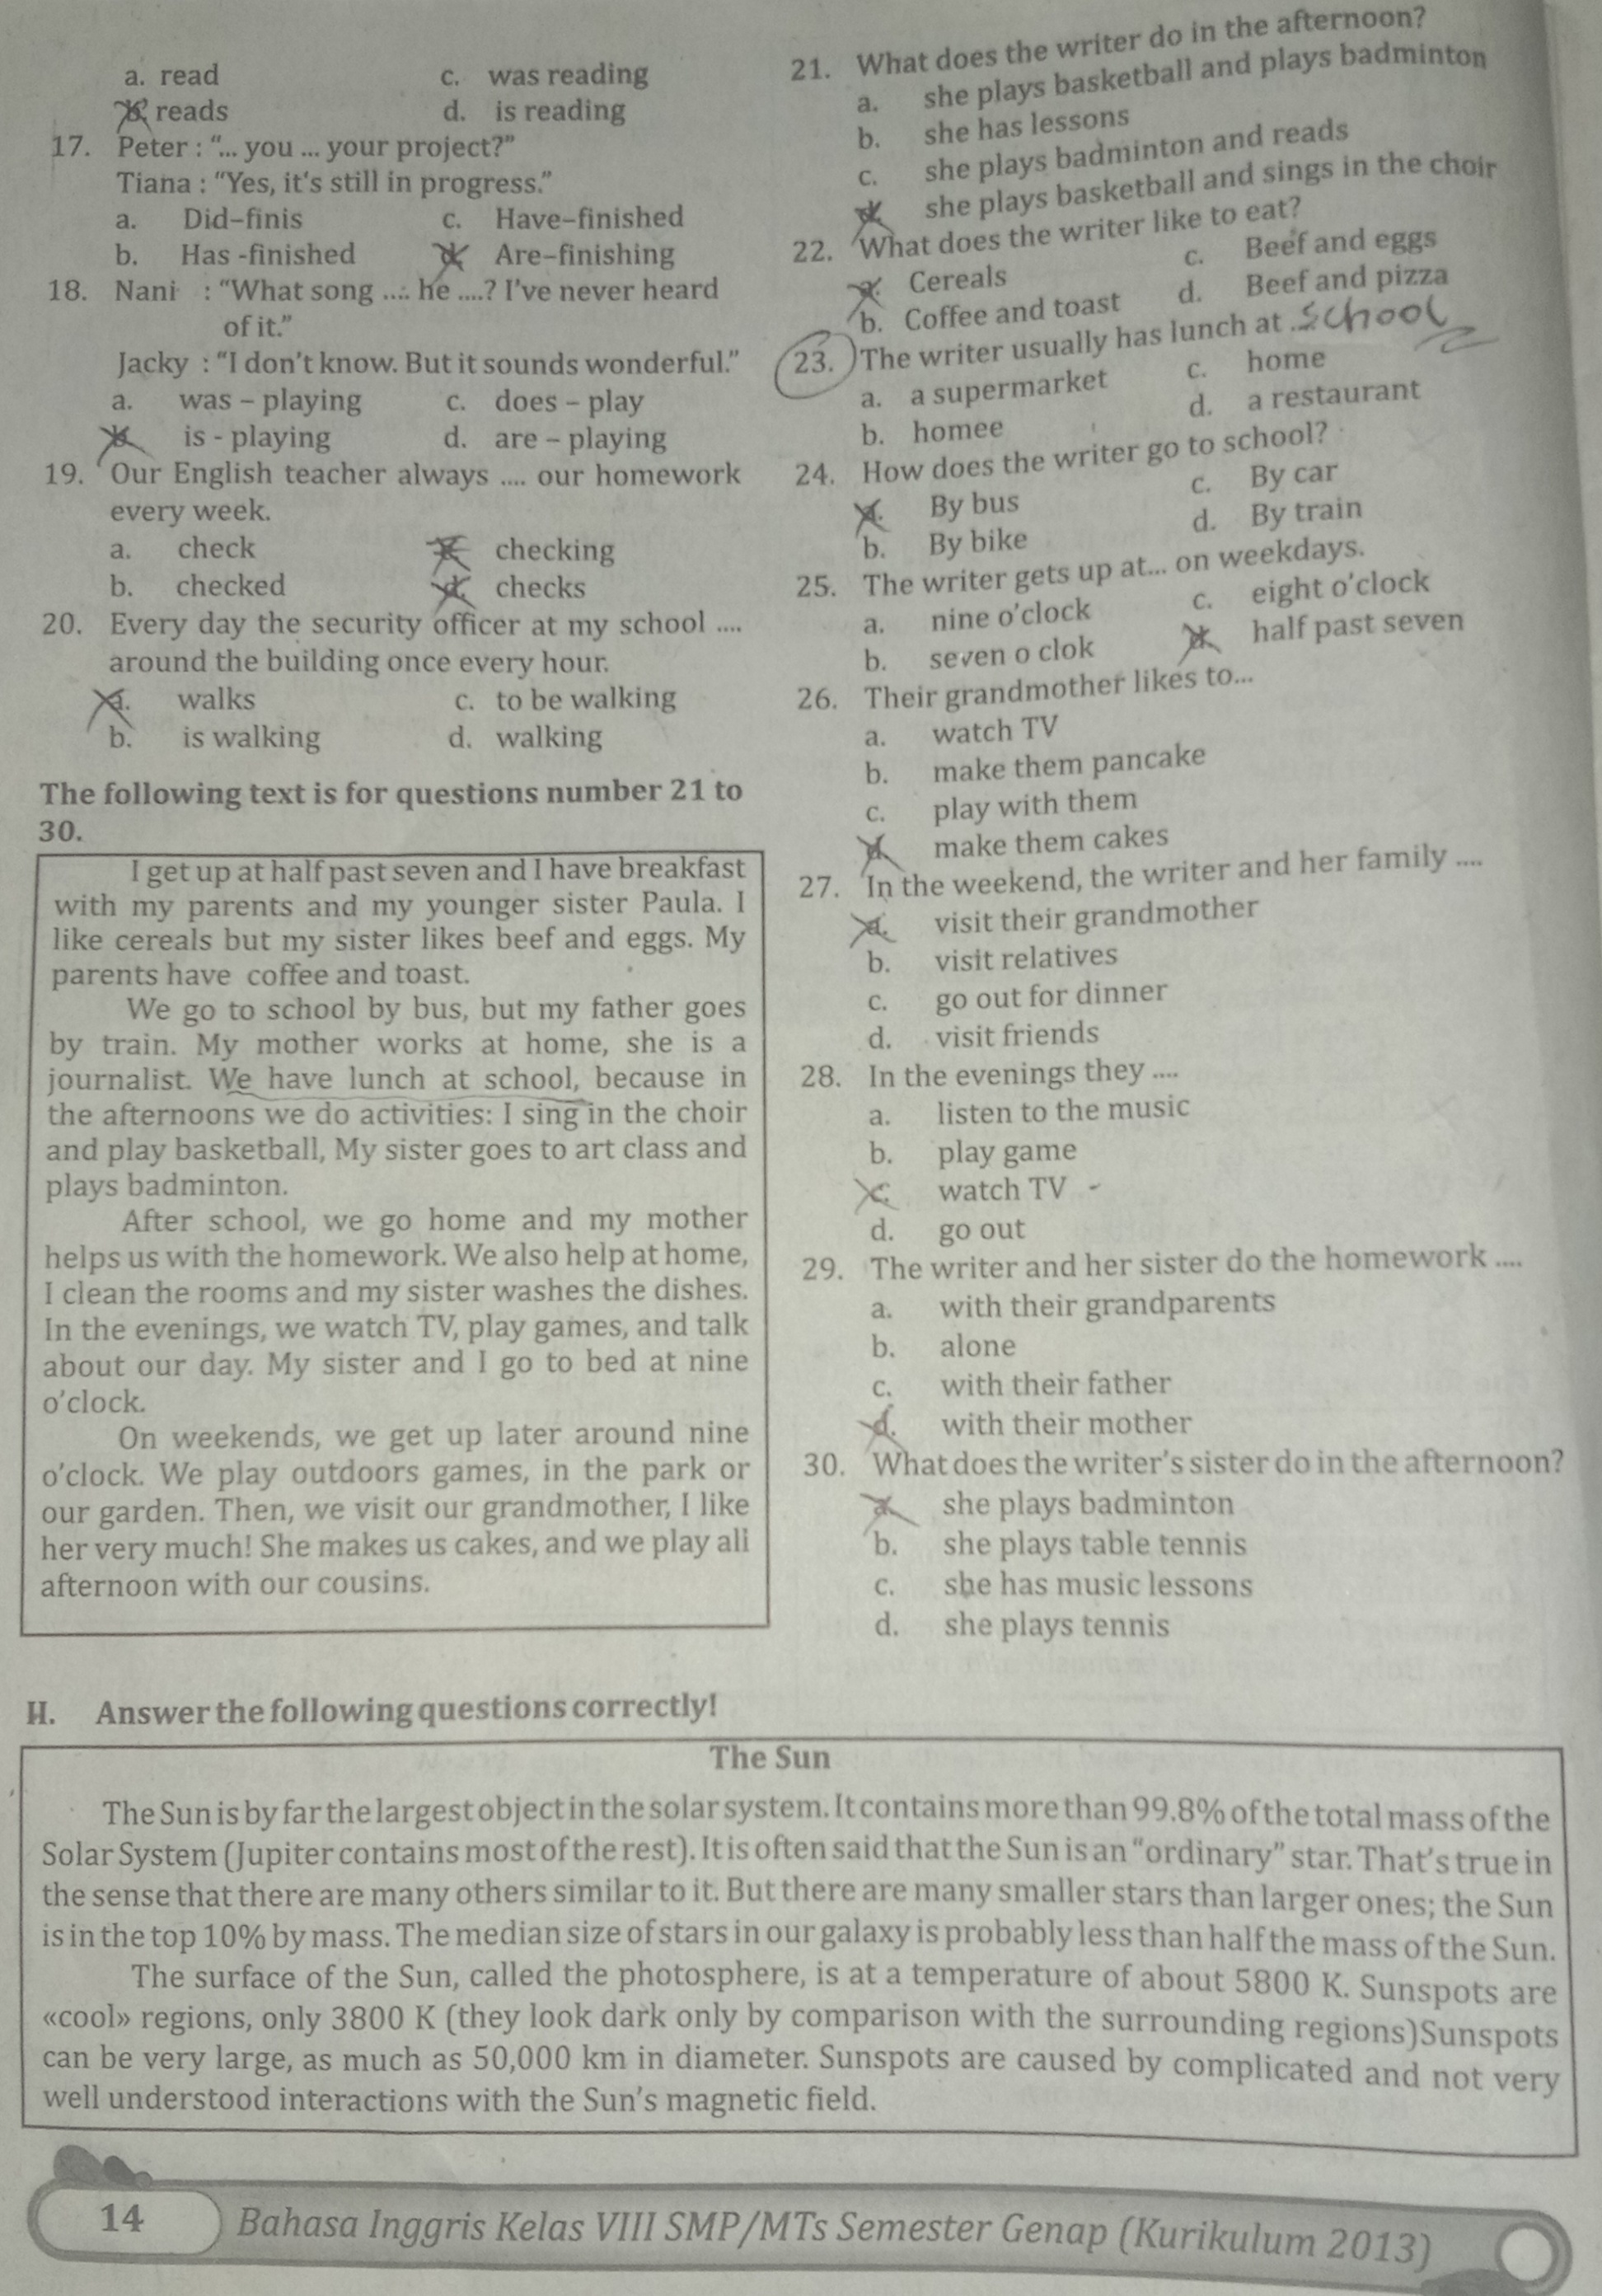 a. read c. was reading
b. reads d. is reading
17. Peter : “... you ... your project?”
Tiana : “Yes, it's still in progress.”
a. Did–finis c. Have–finished
b. Has -finished d. Are–finishing
18. Nani : “What song .... he ....? I've never heard
of it.”
Jacky : “I don't know. But it sounds wonderful.”
a. was – playing c. does – play
b. is - playing d. are – playing
19. Our English teacher always .... our homework
every week.
a. check c. checking
b. checked d. checks
20. Every day the security officer at my school ....
around the building once every hour.
a. walks c. to be walking
b. is walking d. walking
The following text is for questions number 21 to
30.
I get up at half past seven and I have breakfast
with my parents and my younger sister Paula. I
like cereals but my sister likes beef and eggs. My
parents have coffee and toast.
We go to school by bus, but my father goes
by train. My mother works at home, she is a
journalist. We have lunch at school, because in
the afternoons we do activities: I sing in the choir
and play basketball, My sister goes to art class and
plays badminton.
After school, we go home and my mother
helps us with the homework. We also help at home,
I clean the rooms and my sister washes the dishes.
In the evenings, we watch TV, play games, and talk
about our day. My sister and I go to bed at nine
o'clock.
On weekends, we get up later around nine
o'clock. We play outdoors games, in the park or
our garden. Then, we visit our grandmother, I like
her very much! She makes us cakes, and we play all
afternoon with our cousins.
21. What does the writer do in the afternoon?
a. she plays basketball and plays badminton
b. she has lessons
c. she plays badminton and reads
d. she plays basketball and sings in the choir
22. What does the writer like to eat?
a. Cereals c. Beef and eggs
b. Coffee and toast d. Beef and pizza
23. The writer usually has lunch at ... school
a. a supermarket c. home
b. homee d. a restaurant
24. How does the writer go to school?
a. By bus c. By car
b. By bike d. By train
25. The writer gets up at... on weekdays.
a. nine o'clock c. eight o'clock
b. seven o clok d. half past seven
26. Their grandmother likes to...
a. watch TV
b. make them pancake
c. play with them
d. make them cakes
27. In the weekend, the writer and her family ....
a. visit their grandmother
b. visit relatives
c. go out for dinner
d. visit friends
28. In the evenings they ....
a. listen to the music
b. play game
c. watch TV
d. go out
29. The writer and her sister do the homework ....
a. with their grandparents
b. alone
c. with their father
d. with their mother
30. What does the writer's sister do in the afternoon?
a. she plays badminton
b. she plays table tennis
c. she has music lessons
d. she plays tennis
H. Answer the following questions correctly!
The Sun
The Sun is by far the largest object in the solar system. It contains more than 99.8% of the total mass of the
Solar System (Jupiter contains most of the rest). It is often said that the Sun is an “ordinary” star. That's true in
the sense that there are many others similar to it. But there are many smaller stars than larger ones; the Sun
is in the top 10% by mass. The median size of stars in our galaxy is probably less than half the mass of the Sun.
The surface of the Sun, called the photosphere, is at a temperature of about 5800 K. Sunspots are
«cool» regions, only 3800 K (they look dark only by comparison with the surrounding regions)Sunspots
can be very large, as much as 50,000 km in diameter. Sunspots are caused by complicated and not very
well understood interactions with the Sun's magnetic field.
14 Bahasa Inggris Kelas VIII SMP/MTs Semester Genap (Kurikulum 2013)